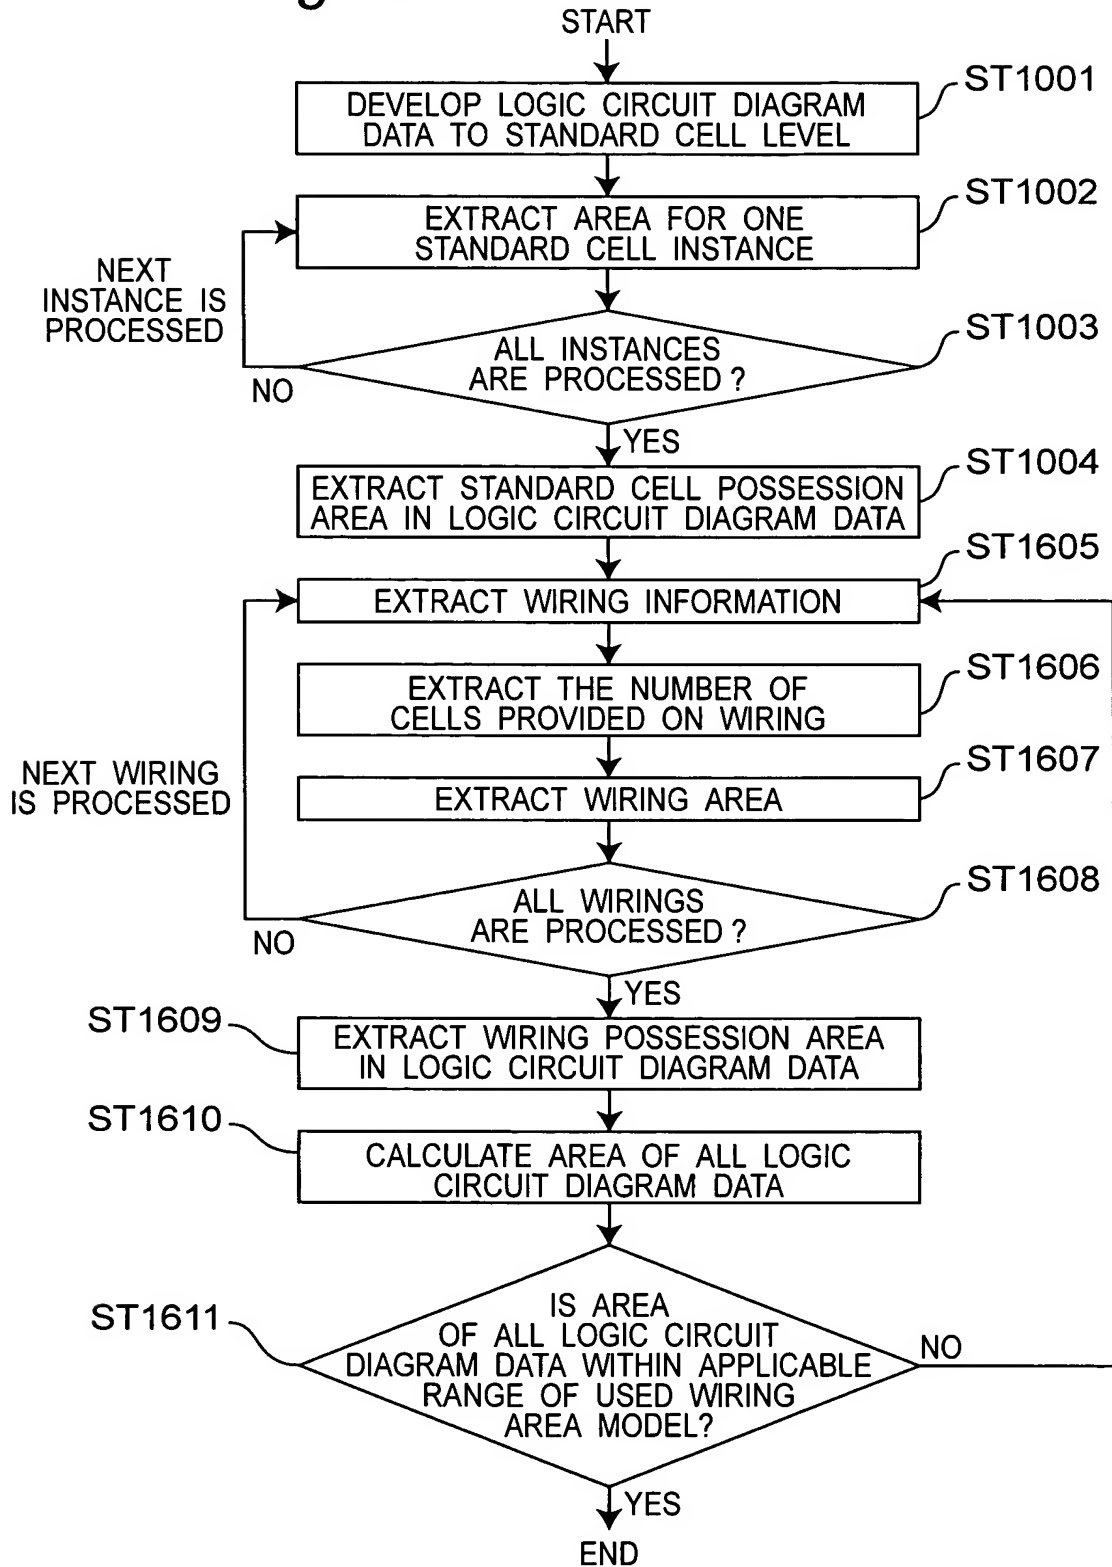 START
ST1001
DEVELOP LOGIC CIRCUIT DIAGRAM
DATA TO STANDARD CELL LEVEL
ST1002
EXTRACT AREA FOR ONE
STANDARD CELL INSTANCE
NEXT
INSTANCE IS
PROCESSED
ST1003
ALL INSTANCES
ARE PROCESSED ?
NO
YES
ST1004
EXTRACT STANDARD CELL POSSESSION
AREA IN LOGIC CIRCUIT DIAGRAM DATA
ST1605
EXTRACT WIRING INFORMATION
ST1606
EXTRACT THE NUMBER OF
CELLS PROVIDED ON WIRING
ST1607
NEXT WIRING
IS PROCESSED
EXTRACT WIRING AREA
ST1608
ALL WIRINGS
ARE PROCESSED ?
NO
YES
ST1609
EXTRACT WIRING POSSESSION AREA
IN LOGIC CIRCUIT DIAGRAM DATA
ST1610
CALCULATE AREA OF ALL LOGIC
CIRCUIT DIAGRAM DATA
ST1611
IS AREA
OF ALL LOGIC CIRCUIT
DIAGRAM DATA WITHIN APPLICABLE
RANGE OF USED WIRING
AREA MODEL?
NO
YES
END